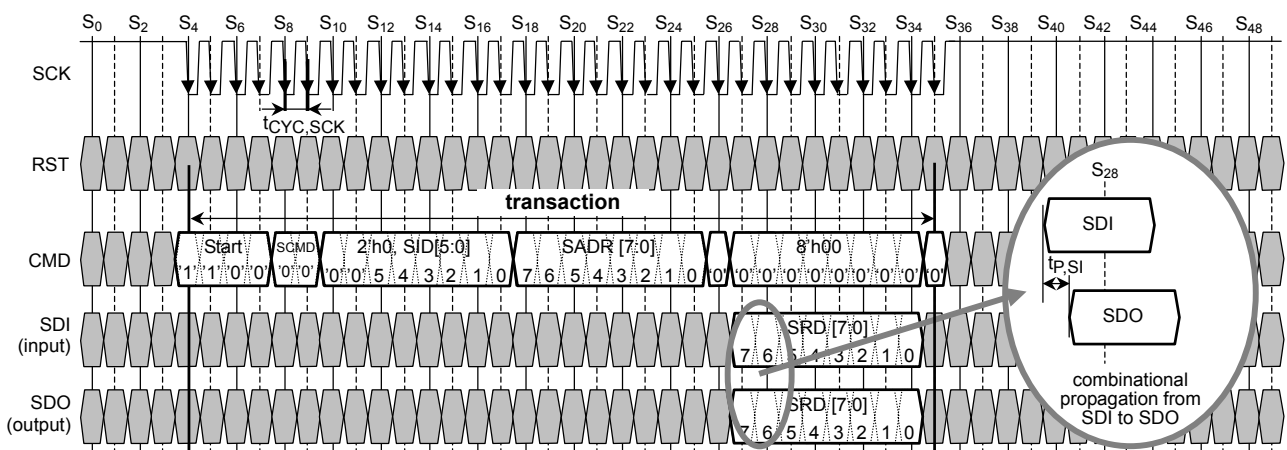 S0 S2 S4 S6 S8 S10 S12 S14 S16 S18 S20 S22 S24 S26 S28 S30 S32 S34 S36 S38 S40 S42 S44 S46 S48
SCK
tCYC,SCK
RST
S28
transaction
SDI
Start SCMD 2'h0, SID[5:0] SADR [7:0] 8'h00
CMD
'1' '1' '0' '0' '0' '0' '0' '0' 5 4 3 2 1 0 7 6 5 4 3 2 1 0 '0' '0' '0' '0' '0' '0' '0' '0' '0' '0'
tP,SI
SDI
(input)
SRD [7:0]
7 6 5 4 3 2 1 0
SDO
SDO
(output)
SRD [7:0]
7 6 5 4 3 2 1 0
combinational
propagation from
SDI to SDO